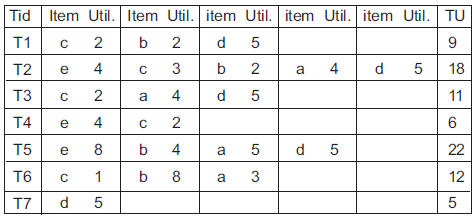 Tid Item Util. Item Util. item Util. item Util. item Util. TU
T1 c 2 b 2 d 5 9
T2 e 4 c 3 b 2 a 4 d 5 18
T3 c 2 a 4 d 5 11
T4 e 4 c 2 6
T5 e 8 b 4 a 5 d 5 22
T6 c 1 b 8 a 3 12
T7 d 5 5